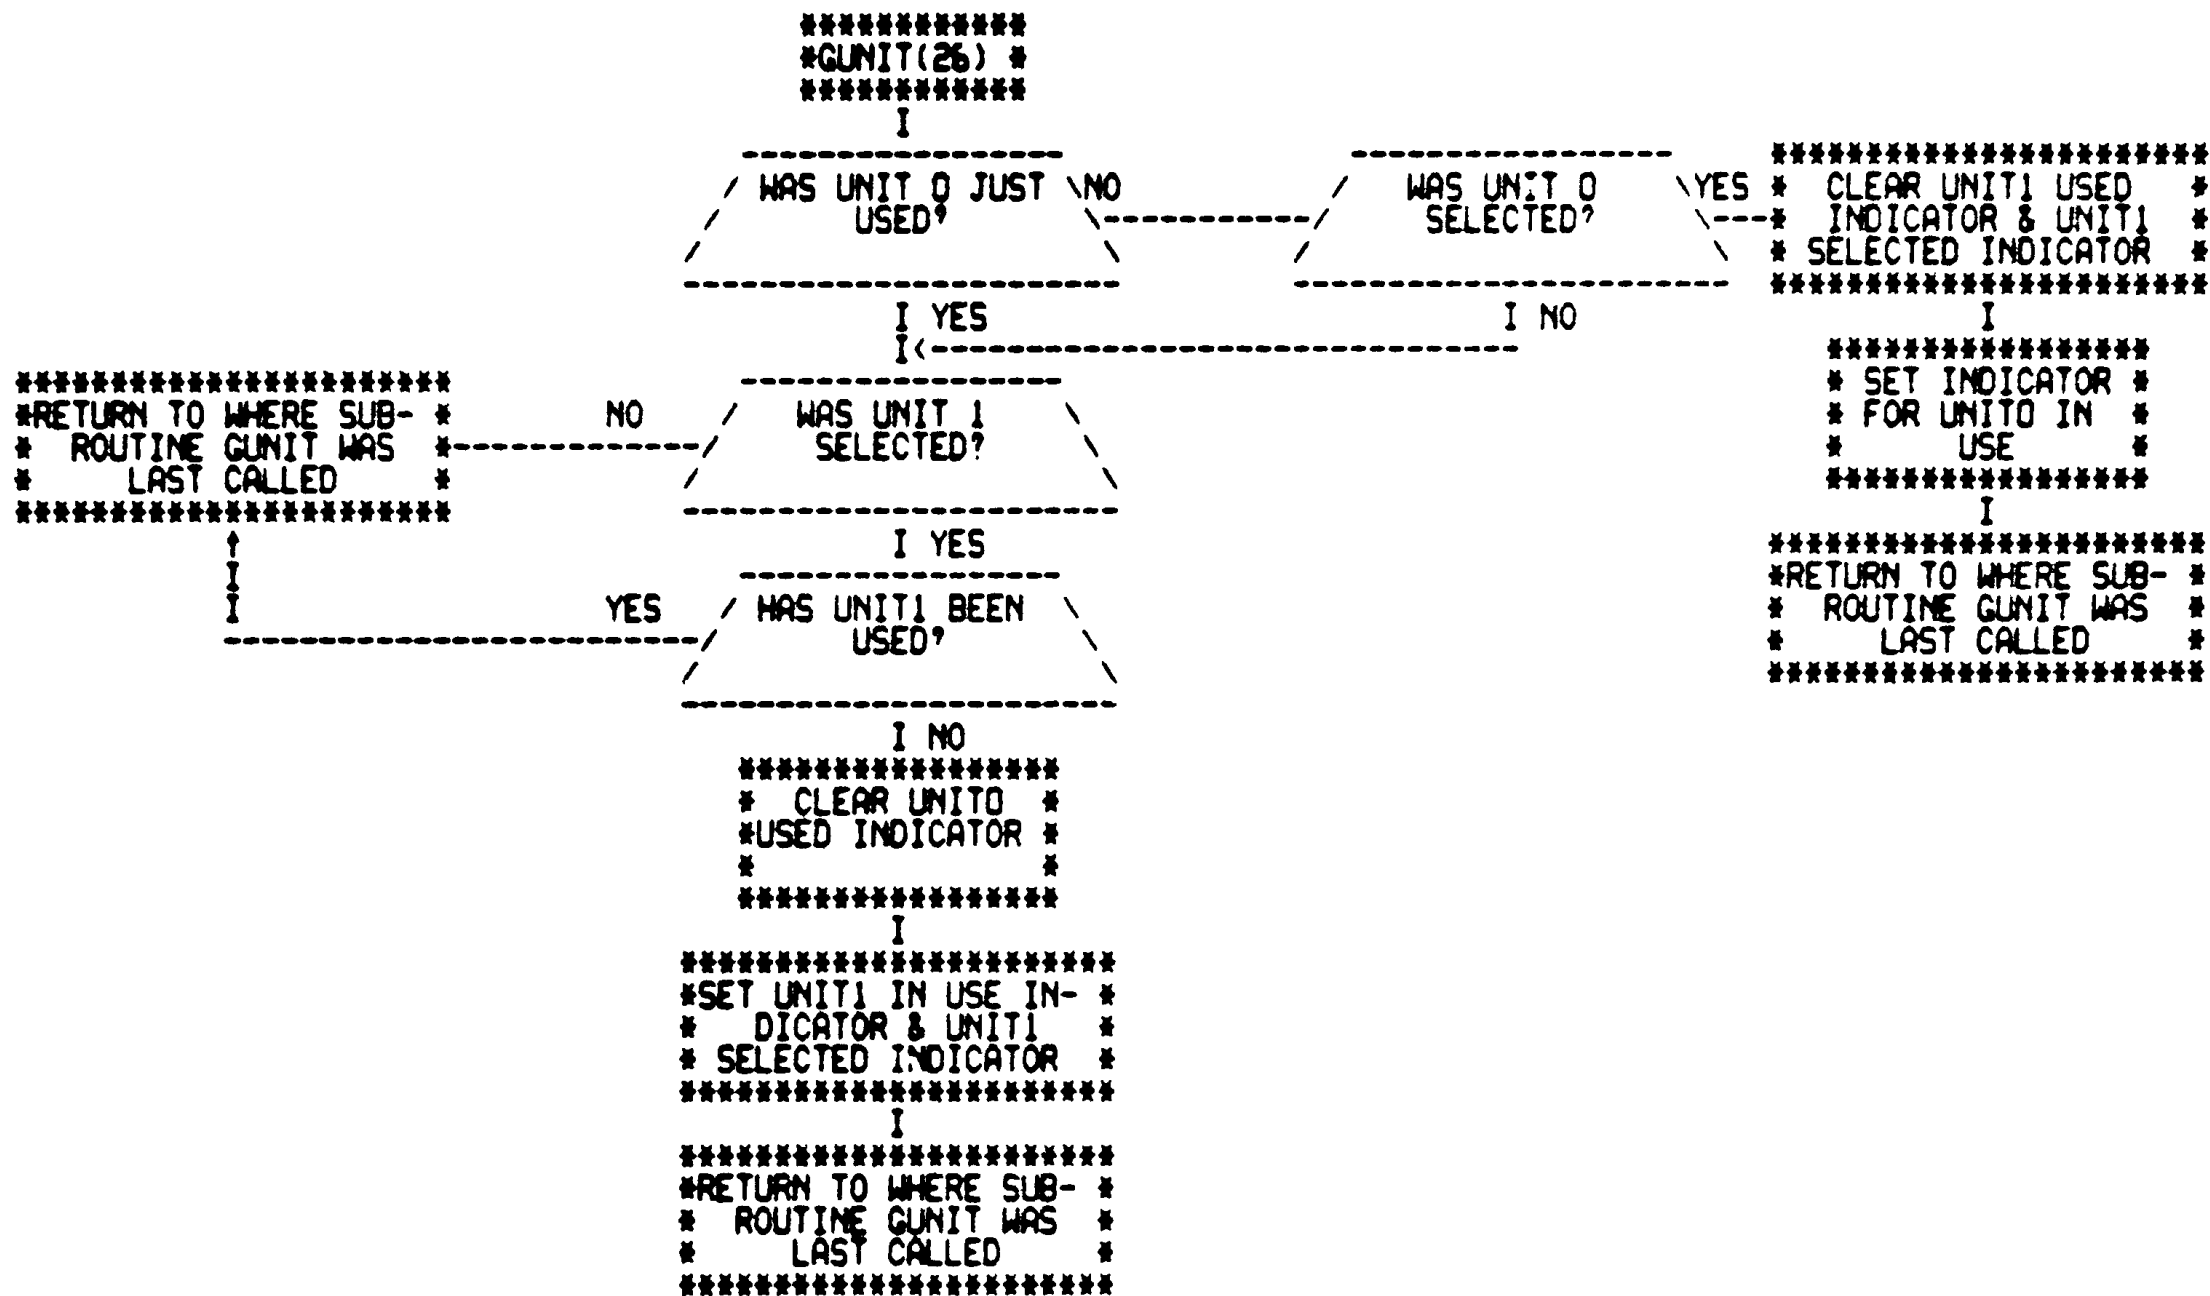 GUNIT(26)
I
WAS UNIT 0 JUST
USED?
NO
WAS UNIT 0
SELECTED?
YES
CLEAR UNIT1 USED
INDICATOR & UNIT1
SELECTED INDICATOR
I YES
I NO
I
I
SET INDICATOR
FOR UNIT0 IN
USE
I
RETURN TO WHERE SUB-
ROUTINE GUNIT WAS
LAST CALLED
RETURN TO WHERE SUB-
ROUTINE GUNIT WAS
LAST CALLED
NO
WAS UNIT 1
SELECTED?
I YES
I
I
YES
HAS UNIT1 BEEN
USED?
I NO
CLEAR UNIT0
USED INDICATOR
I
SET UNIT1 IN USE IN-
DICATOR & UNIT1
SELECTED INDICATOR
I
RETURN TO WHERE SUB-
ROUTINE GUNIT WAS
LAST CALLED